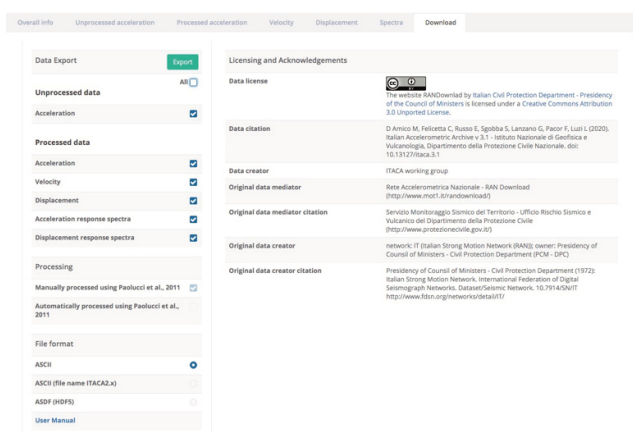 Overall info Unprocessed acceleration Processed acceleration Velocity Displacement Spectra Download
Data Export Export
All
Unprocessed data
Acceleration
Processed data
Acceleration
Velocity
Displacement
Acceleration response spectra
Displacement response spectra
Processing
Manually processed using Paolucci et al., 2011
Automatically processed using Paolucci et al.,
2011
File format
ASCII
ASCII (file name ITACA2.x)
ASDF (HDF5)
User Manual
Licensing and Acknowledgements
Data license
cc
BY
The website RANDownlad by Italian Civil Protection Department - Presidency
of the Council of Ministers is licensed under a Creative Commons Attribution
3.0 Unported License.
Data citation
D Amico M, Felicetta C, Russo E, Sgobba S, Lanzano G, Pacor F, Luzi L (2020).
Italian Accelerometric Archive v 3.1 - Istituto Nazionale di Geofisica e
Vulcanologia, Dipartimento della Protezione Civile Nazionale. doi:
10.13127/itaca.3.1
Data creator
ITACA working group
Original data mediator
Rete Accelerometrica Nazionale - RAN Download
(http://www.mot1.it/randownload/)
Original data mediator citation
Servizio Monitoraggio Sismico del Territorio - Ufficio Rischio Sismico e
Vulcanico del Dipartimento della Protezione Civile
(http://www.protezionecivile.gov.it/)
Original data creator
network: IT (Italian Strong Motion Network (RAN)); owner: Presidency of
Counsil of Ministers - Civil Protection Department (PCM - DPC)
Original data creator citation
Presidency of Counsil of Ministers - Civil Protection Department (1972):
Italian Strong Motion Network. International Federation of Digital
Seismograph Networks. Dataset/Seismic Network. 10.7914/SN/IT
http://www.fdsn.org/networks/detail/IT/